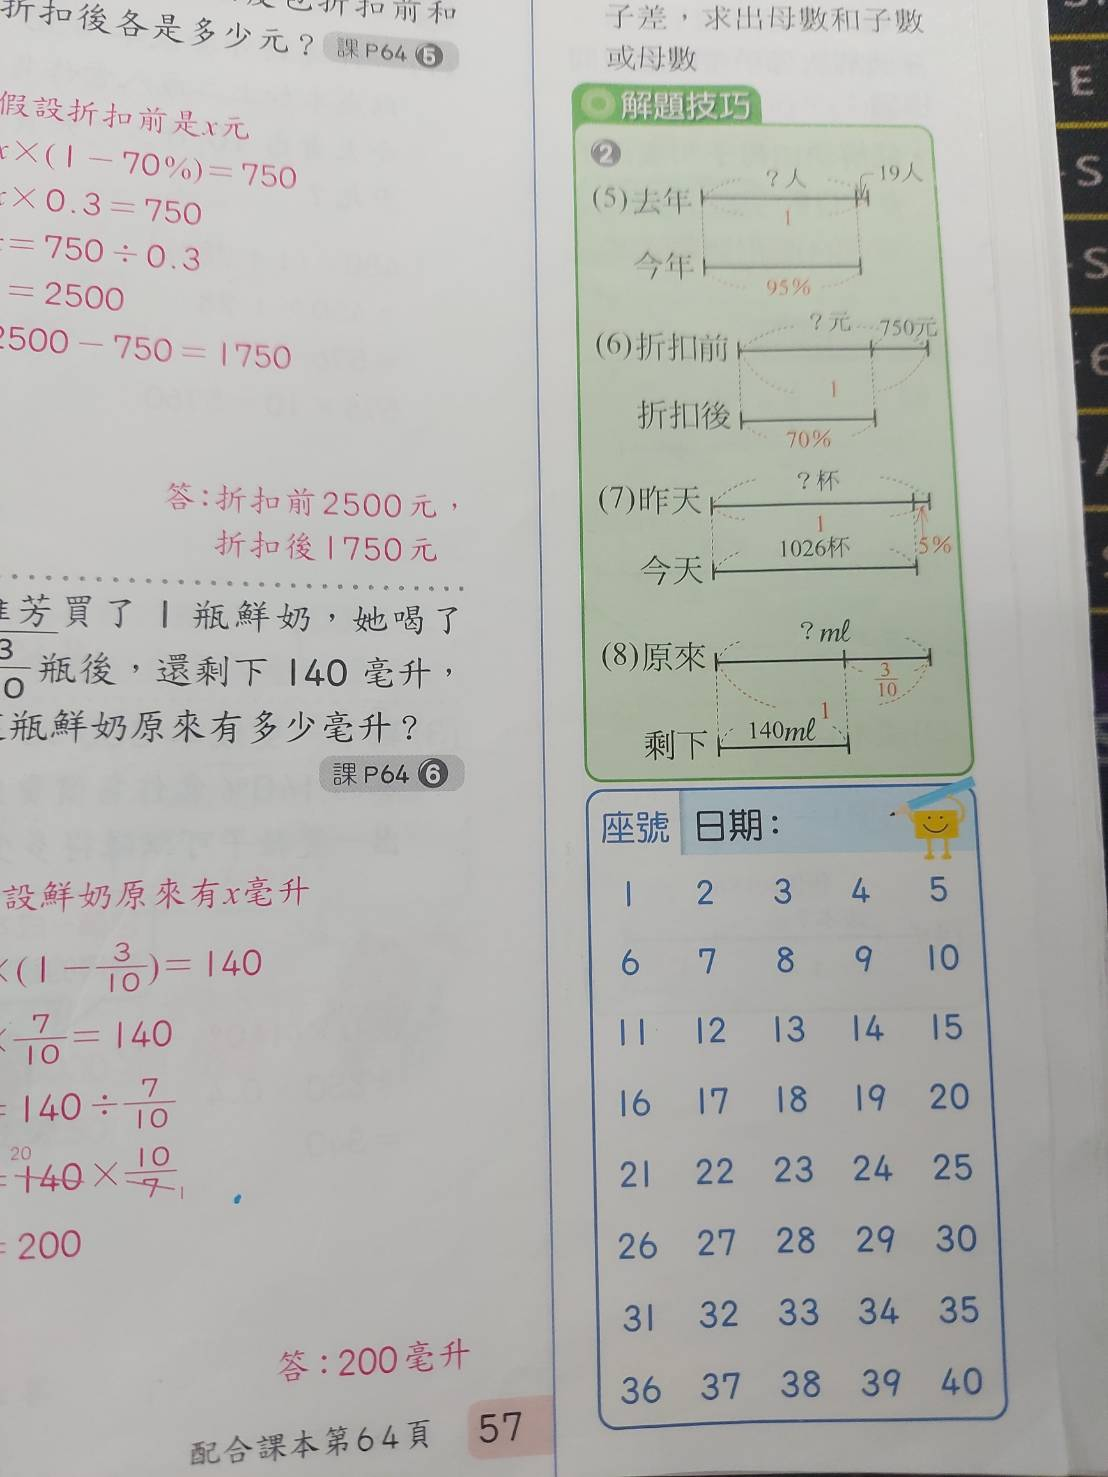 折扣前和
折扣後各是多少元？ 課P64 ❺
假設折扣前是x元
×(1－70%)＝750
×0.3＝750
＝750÷0.3
＝2500
2500－750＝1750
答：折扣前2500元，
折扣後1750元
芳買了 1 瓶鮮奶，她喝了
3/10 瓶後，還剩下 140 毫升，
瓶鮮奶原來有多少毫升？
課P64 ❻
設鮮奶原來有x毫升
×(1－3/10)＝140
×7/10＝140
＝140÷7/10
20
＝140×10/7 1
＝200
答：200毫升
配合課本第64頁 57
子差，求出母數和子數
或母數
解題技巧
❷
(5)去年 ？人 19人
1
今年
95%
(6)折扣前 ？元 750元
1
折扣後
70%
(7)昨天 ？杯
1
5%
今天 1026杯
(8)原來 ？ml
3/10
1
剩下 140ml
座號 日期：
1 2 3 4 5
6 7 8 9 10
11 12 13 14 15
16 17 18 19 20
21 22 23 24 25
26 27 28 29 30
31 32 33 34 35
36 37 38 39 40
E
S
S